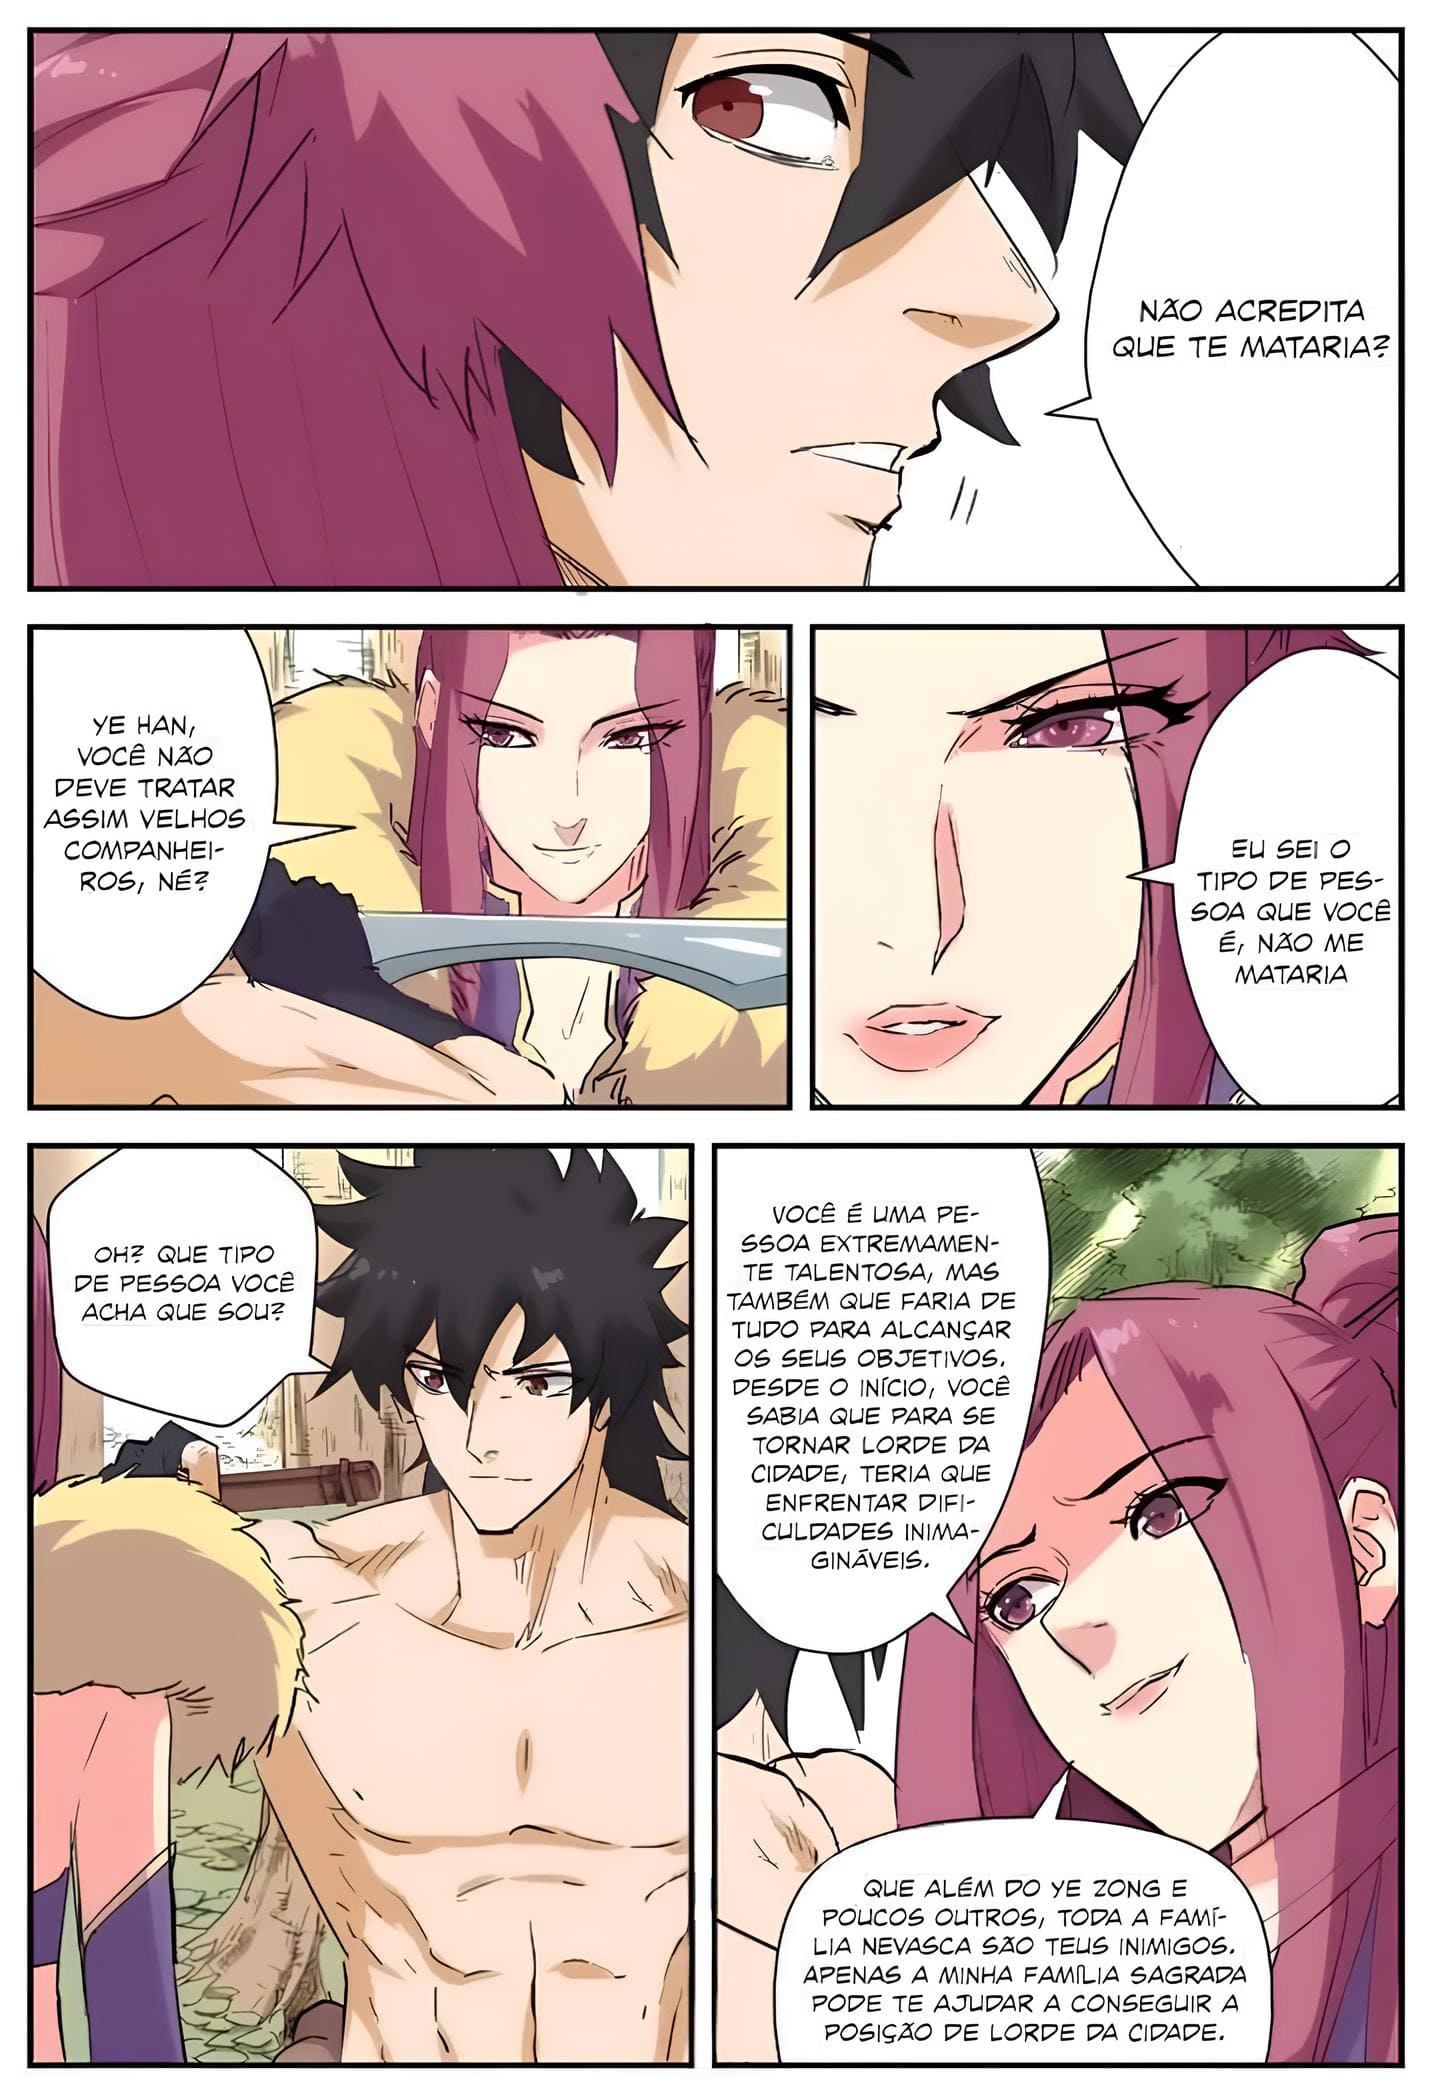 NÃO ACREDITA
QUE TE MATARIA?
YE HAN,
VOCÊ NÃO
DEVE TRATAR
ASSIM VELHOS
COMPANHEI-
ROS, NÉ?
EU SEI O
TIPO DE PES-
SOA QUE VOCÊ
É, NÃO ME
MATARIA
OH? QUE TIPO
DE PESSOA VOCÊ
ACHA QUE SOU?
VOCÊ É UMA PE-
SSOA EXTREMAMEN-
TE TALENTOSA, MAS
TAMBÉM QUE FARIA DE
TUDO PARA ALCANÇAR
OS SEUS OBJETIVOS.
DESDE O INÍCIO, VOCÊ
SABIA QUE PARA SE
TORNAR LORDE DA
CIDADE, TERIA QUE
ENFRENTAR DIFI-
CULDADES INIMA-
GINÁVEIS.
QUE ALÉM DO YE ZONG E
POUCOS OUTROS, TODA A FAMÍ-
LIA NEVASCA SÃO TEUS INIMIGOS.
APENAS A MINHA FAMÍLIA SAGRADA
PODE TE AJUDAR A CONSEGUIR A
POSIÇÃO DE LORDE DA CIDADE.